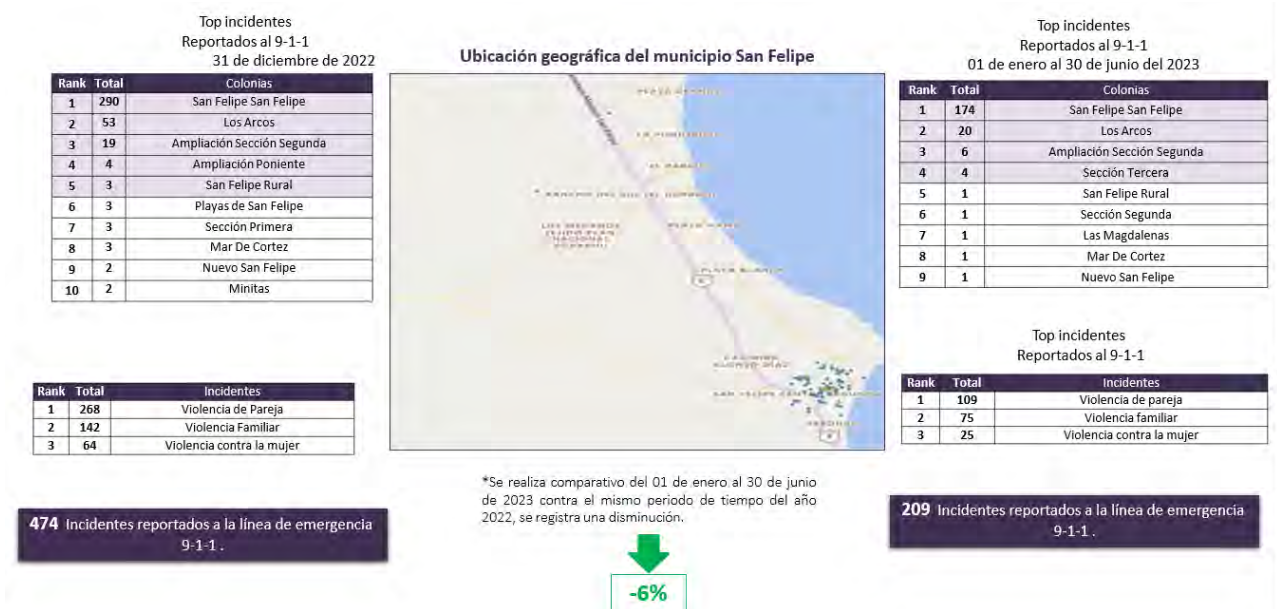 Top incidentes
Reportados al 9-1-1
31 de diciembre de 2022
Rank Total Colonias
1 290 San Felipe San Felipe
2 53 Los Arcos
3 19 Ampliación Sección Segunda
4 4 Ampliación Poniente
5 3 San Felipe Rural
6 3 Playas de San Felipe
7 3 Sección Primera
8 3 Mar De Cortez
9 2 Nuevo San Felipe
10 2 Minitas
Rank Total Incidentes
1 268 Violencia de Pareja
2 142 Violencia Familiar
3 64 Violencia contra la mujer
474 Incidentes reportados a la línea de emergencia
9-1-1 .
Ubicación geográfica del municipio San Felipe
*Se realiza comparativo del 01 de enero al 30 de junio
de 2023 contra el mismo periodo de tiempo del año
2022, se registra una disminución.
-6%
Top incidentes
Reportados al 9-1-1
01 de enero al 30 de junio del 2023
Rank Total Colonias
1 174 San Felipe San Felipe
2 20 Los Arcos
3 6 Ampliación Sección Segunda
4 4 Sección Tercera
5 1 San Felipe Rural
6 1 Sección Segunda
7 1 Las Magdalenas
8 1 Mar De Cortez
9 1 Nuevo San Felipe
Top incidentes
Reportados al 9-1-1
Rank Total Incidentes
1 109 Violencia de pareja
2 75 Violencia familiar
3 25 Violencia contra la mujer
209 Incidentes reportados a la línea de emergencia
9-1-1 .